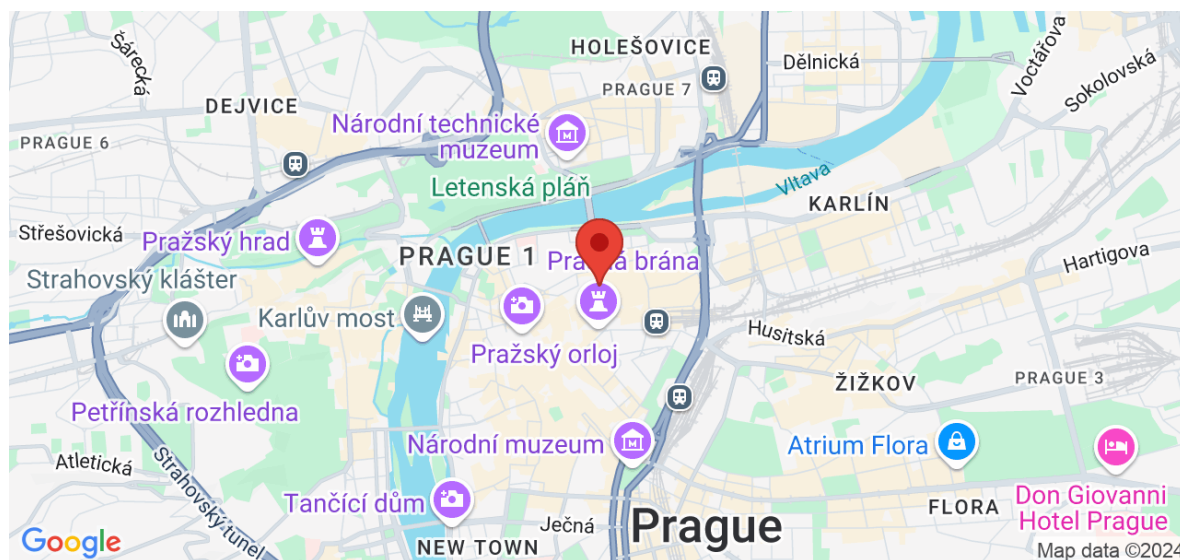 HOLEŠOVICE
Dělnická
Voctářova
Sokolovská
Šárecká
DEJVICE
PRAGUE 7
Národní technické
muzeum
PRAGUE 6
Letenská pláň
Vltava
KARLÍN
Střešovická
Pražský hrad
PRAGUE 1
brána
Hartigova
Strahovský klášter
Karlův most
Husitská
Pražský orloj
ŽIŽKOV
PRAGUE 3
Petřínská rozhledna
Národní muzeum
Atrium Flora
Atletická
Strahovský tunel
Tančící dům
Ječná
Prague
FLORA
Don Giovanni
Hotel Prague
NEW TOWN
Google
Map data ©2024